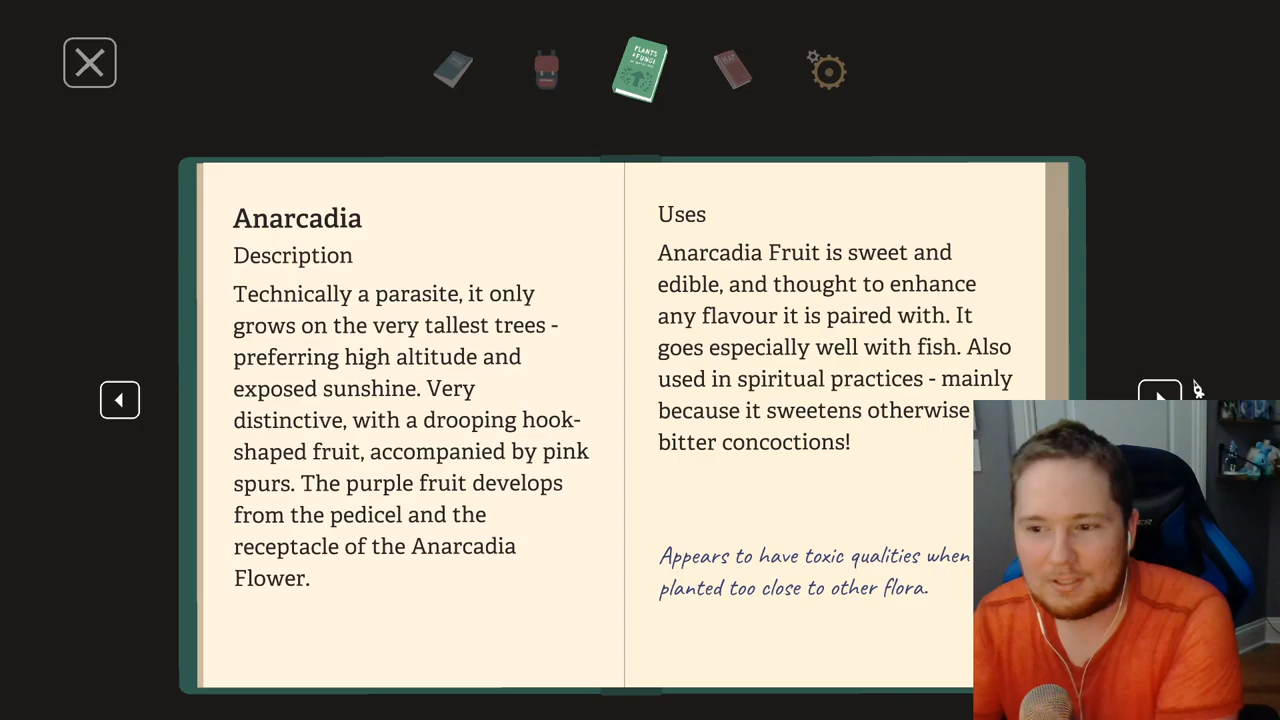 PLANTS
& FUNGI
Anarcadia
Description
Technically a parasite, it only
grows on the very tallest trees -
preferring high altitude and
exposed sunshine. Very
distinctive, with a drooping hook-
shaped fruit, accompanied by pink
spurs. The purple fruit develops
from the pedicel and the
receptacle of the Anarcadia
Flower.
Uses
Anarcadia Fruit is sweet and
edible, and thought to enhance
any flavour it is paired with. It
goes especially well with fish. Also
used in spiritual practices - mainly
because it sweetens otherwise
bitter concoctions!
Appears to have toxic qualities when
planted too close to other flora.